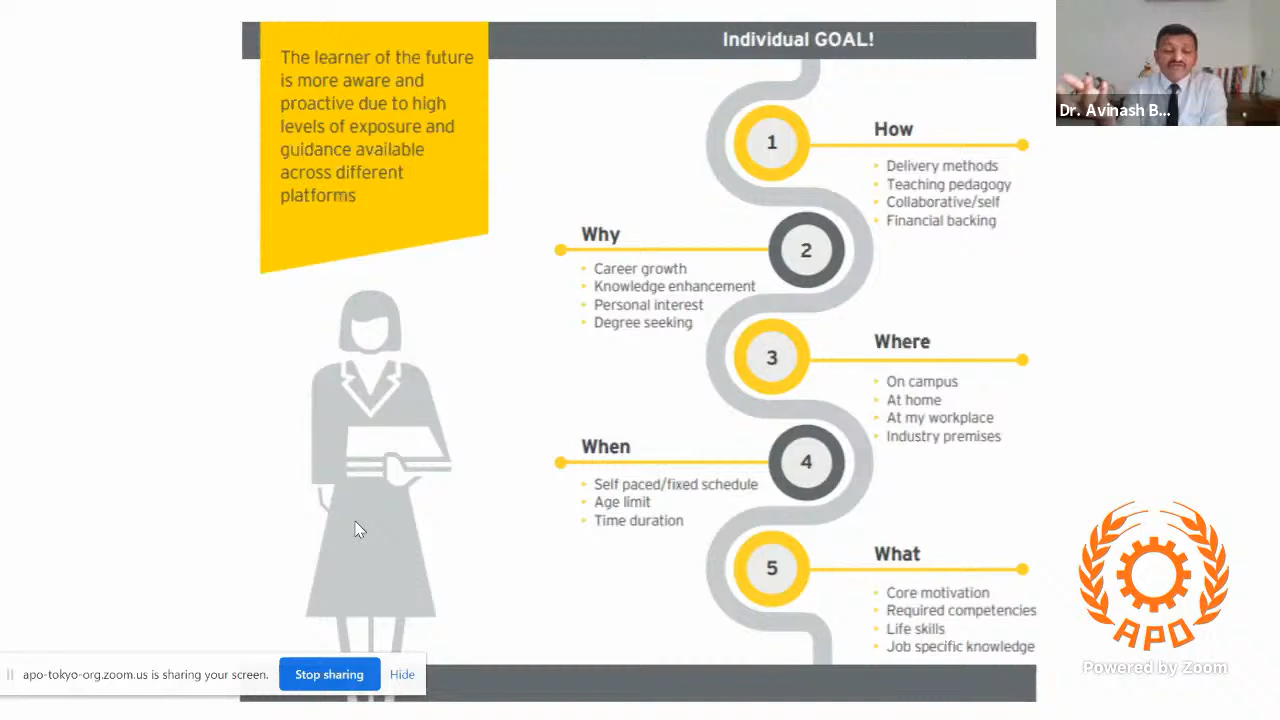 Individual GOAL!
The learner of the future
is more aware and
proactive due to high
levels of exposure and
guidance available
across different
platforms
1
How
Delivery methods
Teaching pedagogy
Collaborative/self
Financial backing
2
Why
Career growth
Knowledge enhancement
Personal interest
Degree seeking
3
Where
On campus
At home
At my workplace
Industry premises
4
When
Self paced/fixed schedule
Age limit
Time duration
5
What
Core motivation
Required competencies
Life skills
Job specific knowledge
Dr. Avinash B...
APO
Powered by Zoom
apo-tokyo-org.zoom.us is sharing your screen.
Stop sharing
Hide